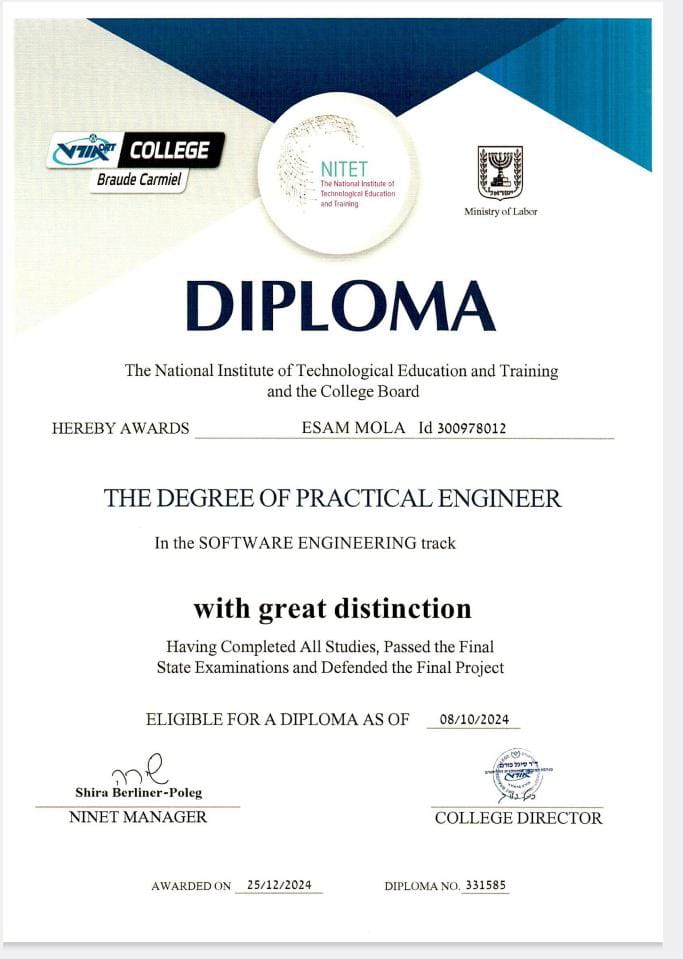 אורט ORT COLLEGE
Braude Carmiel
NITET
The National Institute of
Technological Education
and Training
ישראל
Ministry of Labor
DIPLOMA
The National Institute of Technological Education and Training
and the College Board
HEREBY AWARDS ESAM MOLA Id 300978012
THE DEGREE OF PRACTICAL ENGINEER
In the SOFTWARE ENGINEERING track
with great distinction
Having Completed All Studies, Passed the Final
State Examinations and Defended the Final Project
ELIGIBLE FOR A DIPLOMA AS OF 08/10/2024
Shira Berliner-Poleg
NINET MANAGER
ד"ר סיגל 
COLLEGE DIRECTOR
AWARDED ON 25/12/2024 DIPLOMA NO. 331585